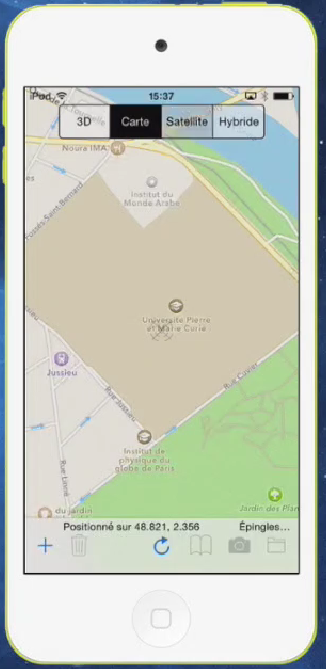 iPod
15:37
3D Carte Satellite Hybride
Noura IMA
Fossés-Saint-Bernard
Institut du
Monde Arabe
Université Pierre
et Marie Curie
Jussieu
Rue Jussieu
Rue Cuvier
Institut de
physique du
globe de Paris
Rue Linné
du jardin
Jardin des Plan
Positionné sur 48.821, 2.356
Épingles...